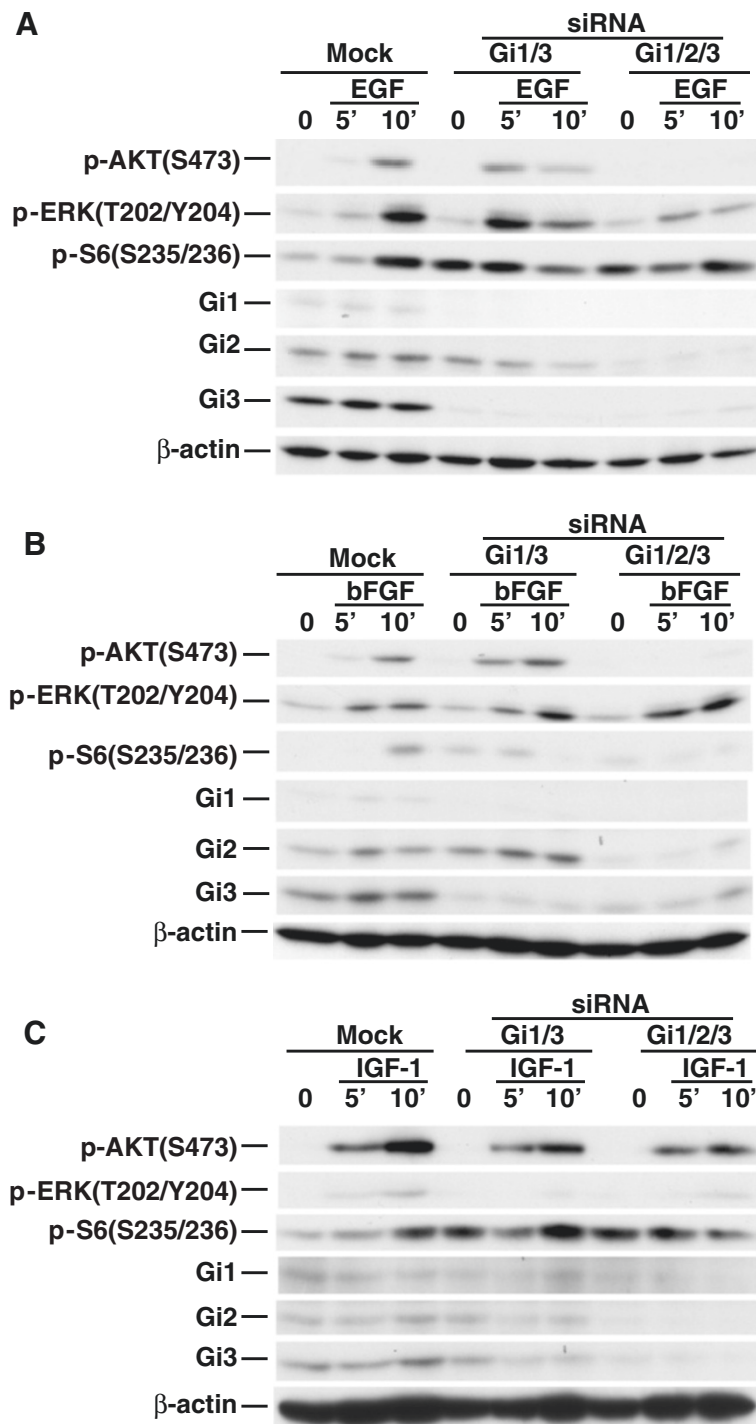 A
siRNA
Mock Gi1/3 Gi1/2/3
EGF EGF EGF
0 5’ 10’ 0 5’ 10’ 0 5’ 10’
p-AKT(S473)
p-ERK(T202/Y204)
p-S6(S235/236)
Gi1
Gi2
Gi3
β-actin
B
siRNA
Mock Gi1/3 Gi1/2/3
bFGF bFGF bFGF
0 5’ 10’ 0 5’ 10’ 0 5’ 10’
p-AKT(S473)
p-ERK(T202/Y204)
p-S6(S235/236)
Gi1
Gi2
Gi3
β-actin
C
siRNA
Mock Gi1/3 Gi1/2/3
IGF-1 IGF-1 IGF-1
0 5’ 10’ 0 5’ 10’ 0 5’ 10’
p-AKT(S473)
p-ERK(T202/Y204)
p-S6(S235/236)
Gi1
Gi2
Gi3
β-actin